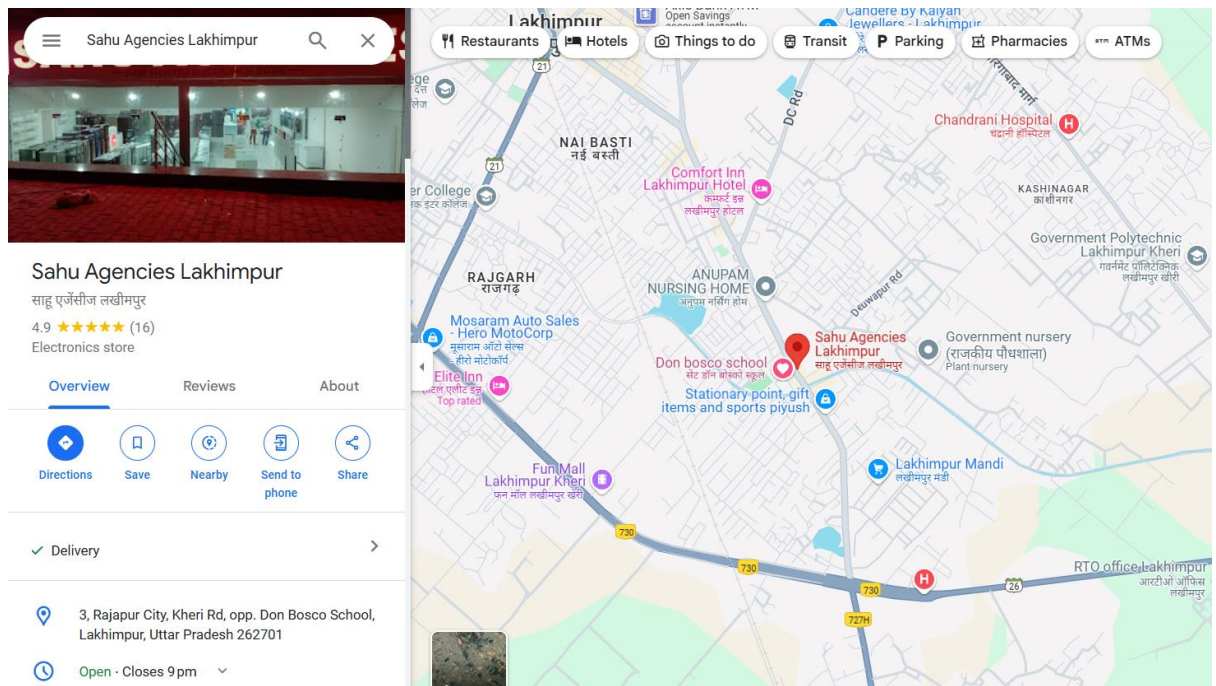 Sahu Agencies Lakhimpur
Sahu Agencies Lakhimpur
साहू एजेंसीज लखीमपुर
4.9 ★★★★★ (16)
Electronics store
Overview
Reviews
About
Directions
Save
Nearby
Send to
phone
Share
Delivery
3, Rajapur City, Kheri Rd, opp. Don Bosco School,
Lakhimpur, Uttar Pradesh 262701
Open · Closes 9 pm
Lakhimpur
Open Savings
Candere By Kalyan
Jewellers - Lakhimpur
Restaurants
Hotels
Things to do
Transit
Parking
Pharmacies
ATMs
21
DC Rd
Chandrani Hospital
चंद्रानी हॉस्पिटल
NAI BASTI
नई बस्ती
21
Comfort Inn
Lakhimpur Hotel
कम्फर्ट इन्न
लखीमपुर होटल
er College
KASHINAGAR
काशीनगर
Government Polytechnic
Lakhimpur Kheri
गवर्नमेंट पॉलिटेक्निक
लखीमपुर खीरी
RAJGARH
राजगढ़
ANUPAM
NURSING HOME
अनुपम नर्सिंग होम
Deuwapur Rd
Mosaram Auto Sales
- Hero MotoCorp
मूसाराम ऑटो सेल्स
- हीरो मोटोकॉर्प
Sahu Agencies
Lakhimpur
साहू एजेंसीज लखीमपुर
Government nursery
(राजकीय पौधशाला)
Plant nursery
Don bosco school
सेट डॉन बोस्को स्कूल
Elite Inn
होटल एलीट इन्न
Top rated
Stationary point, gift
items and sports piyush
Lakhimpur Mandi
लखीमपुर मंडी
Fun Mall
Lakhimpur Kheri
फन मॉल लखीमपुर खेरी
730
730
730
26
RTO office Lakhimpur
आरटीओ ऑफिस
लखीमपुर
727H